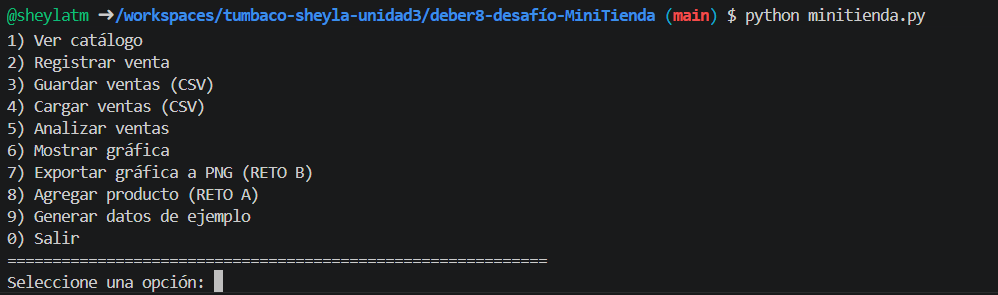 @sheylatm ➜/workspaces/tumbaco-sheyla-unidad3/deber8-desafío-MiniTienda (main) $ python minitienda.py
1) Ver catálogo
2) Registrar venta
3) Guardar ventas (CSV)
4) Cargar ventas (CSV)
5) Analizar ventas
6) Mostrar gráfica
7) Exportar gráfica a PNG (RETO B)
8) Agregar producto (RETO A)
9) Generar datos de ejemplo
0) Salir
============================================================
Seleccione una opción: